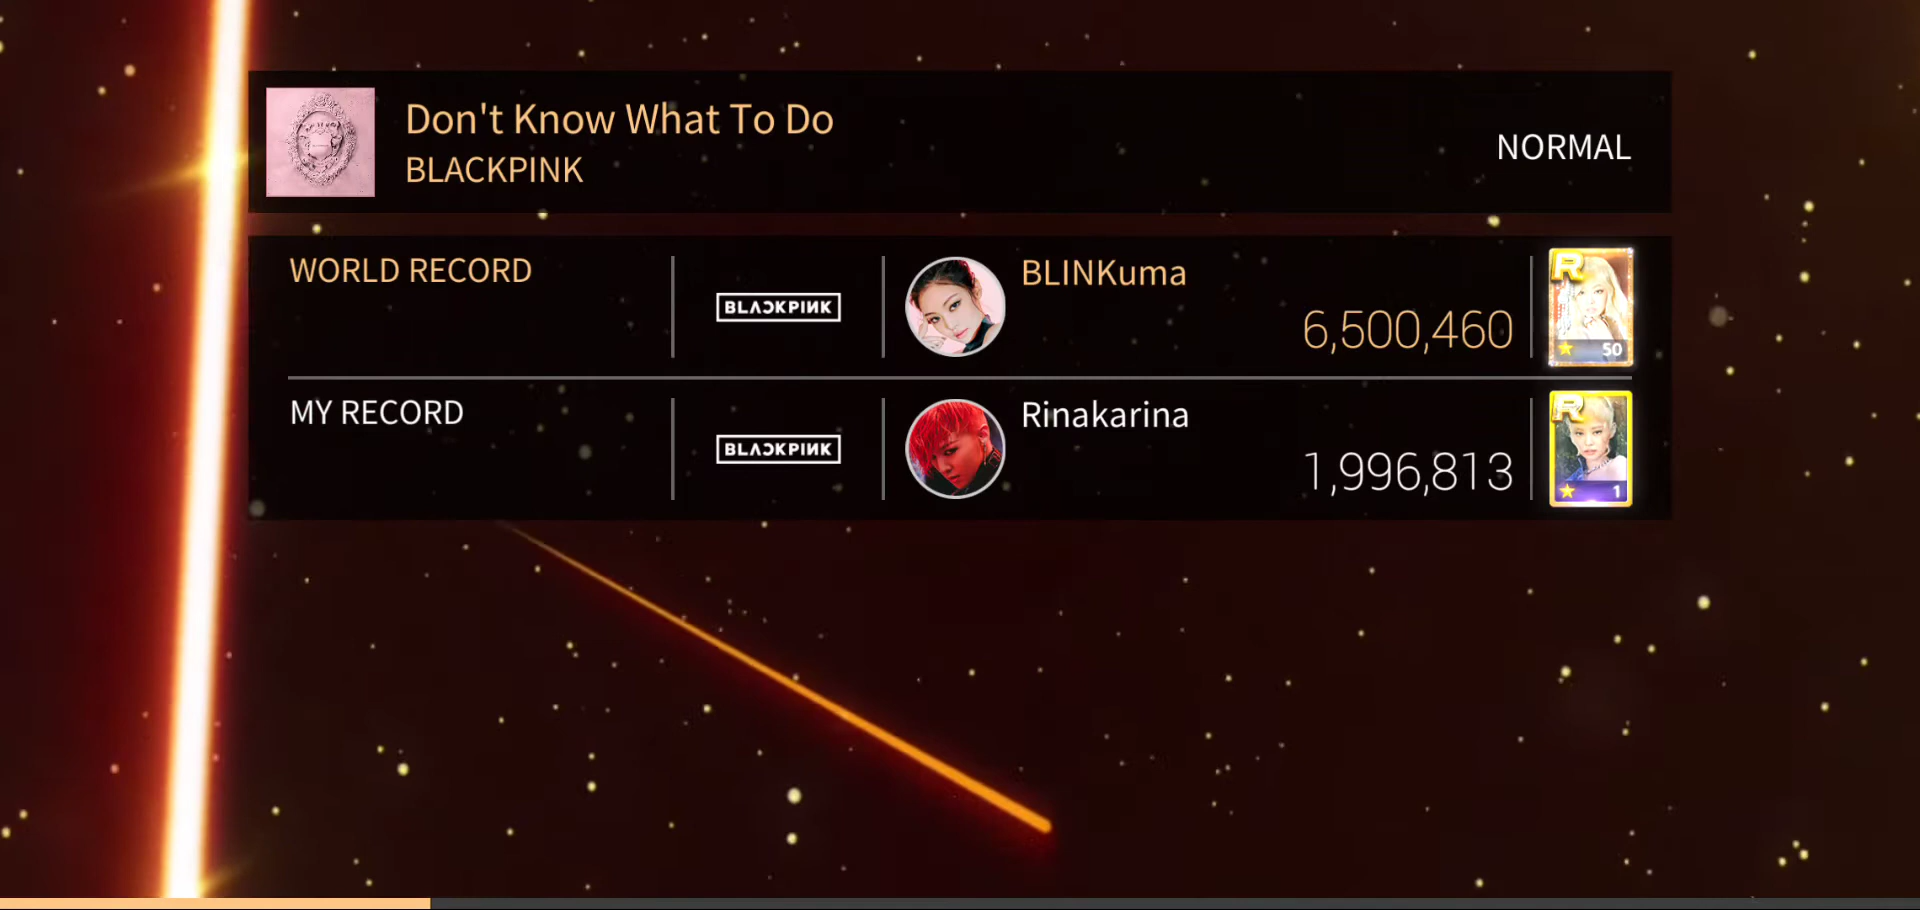 Don't Know What To Do
BLACKPINK
NORMAL
WORLD RECORD
BLACKPINK
BLINKuma
6,500,460
R
50
MY RECORD
BLACKPINK
Rinakarina
1,996,813
R
1